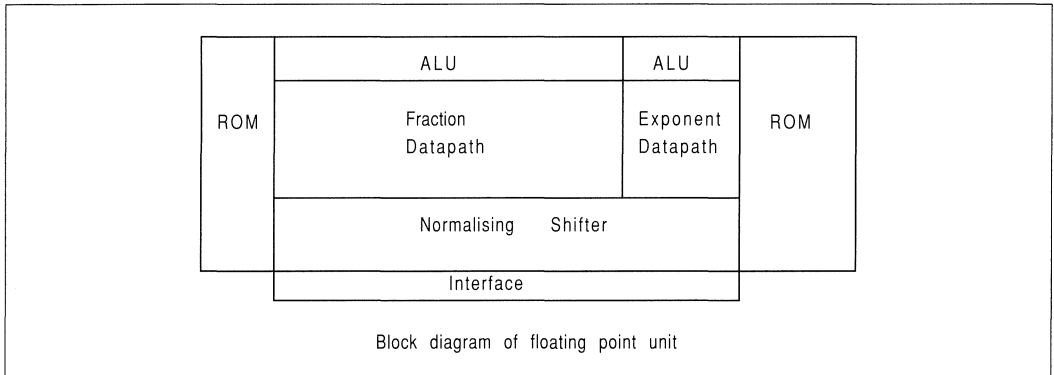 ALU
ALU
ROM
Fraction
Datapath
Exponent
Datapath
ROM
Normalising Shifter
Interface
Block diagram of floating point unit